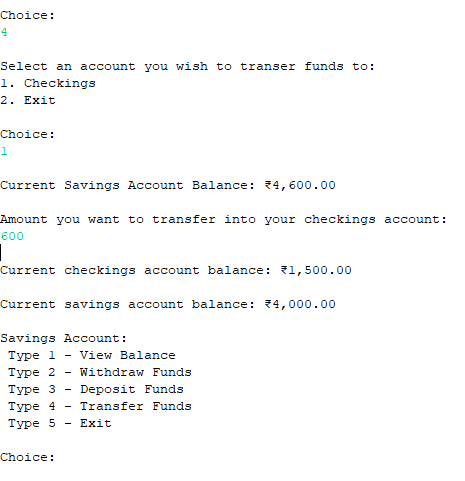 Choice:
4
Select an account you wish to transer funds to:
1. Checkings
2. Exit
Choice:
1
Current Savings Account Balance: ₹4,600.00
Amount you want to transfer into your checkings account:
600
Current checkings account balance: ₹1,500.00
Current savings account balance: ₹4,000.00
Savings Account:
Type 1 - View Balance
Type 2 - Withdraw Funds
Type 3 - Deposit Funds
Type 4 - Transfer Funds
Type 5 - Exit
Choice: